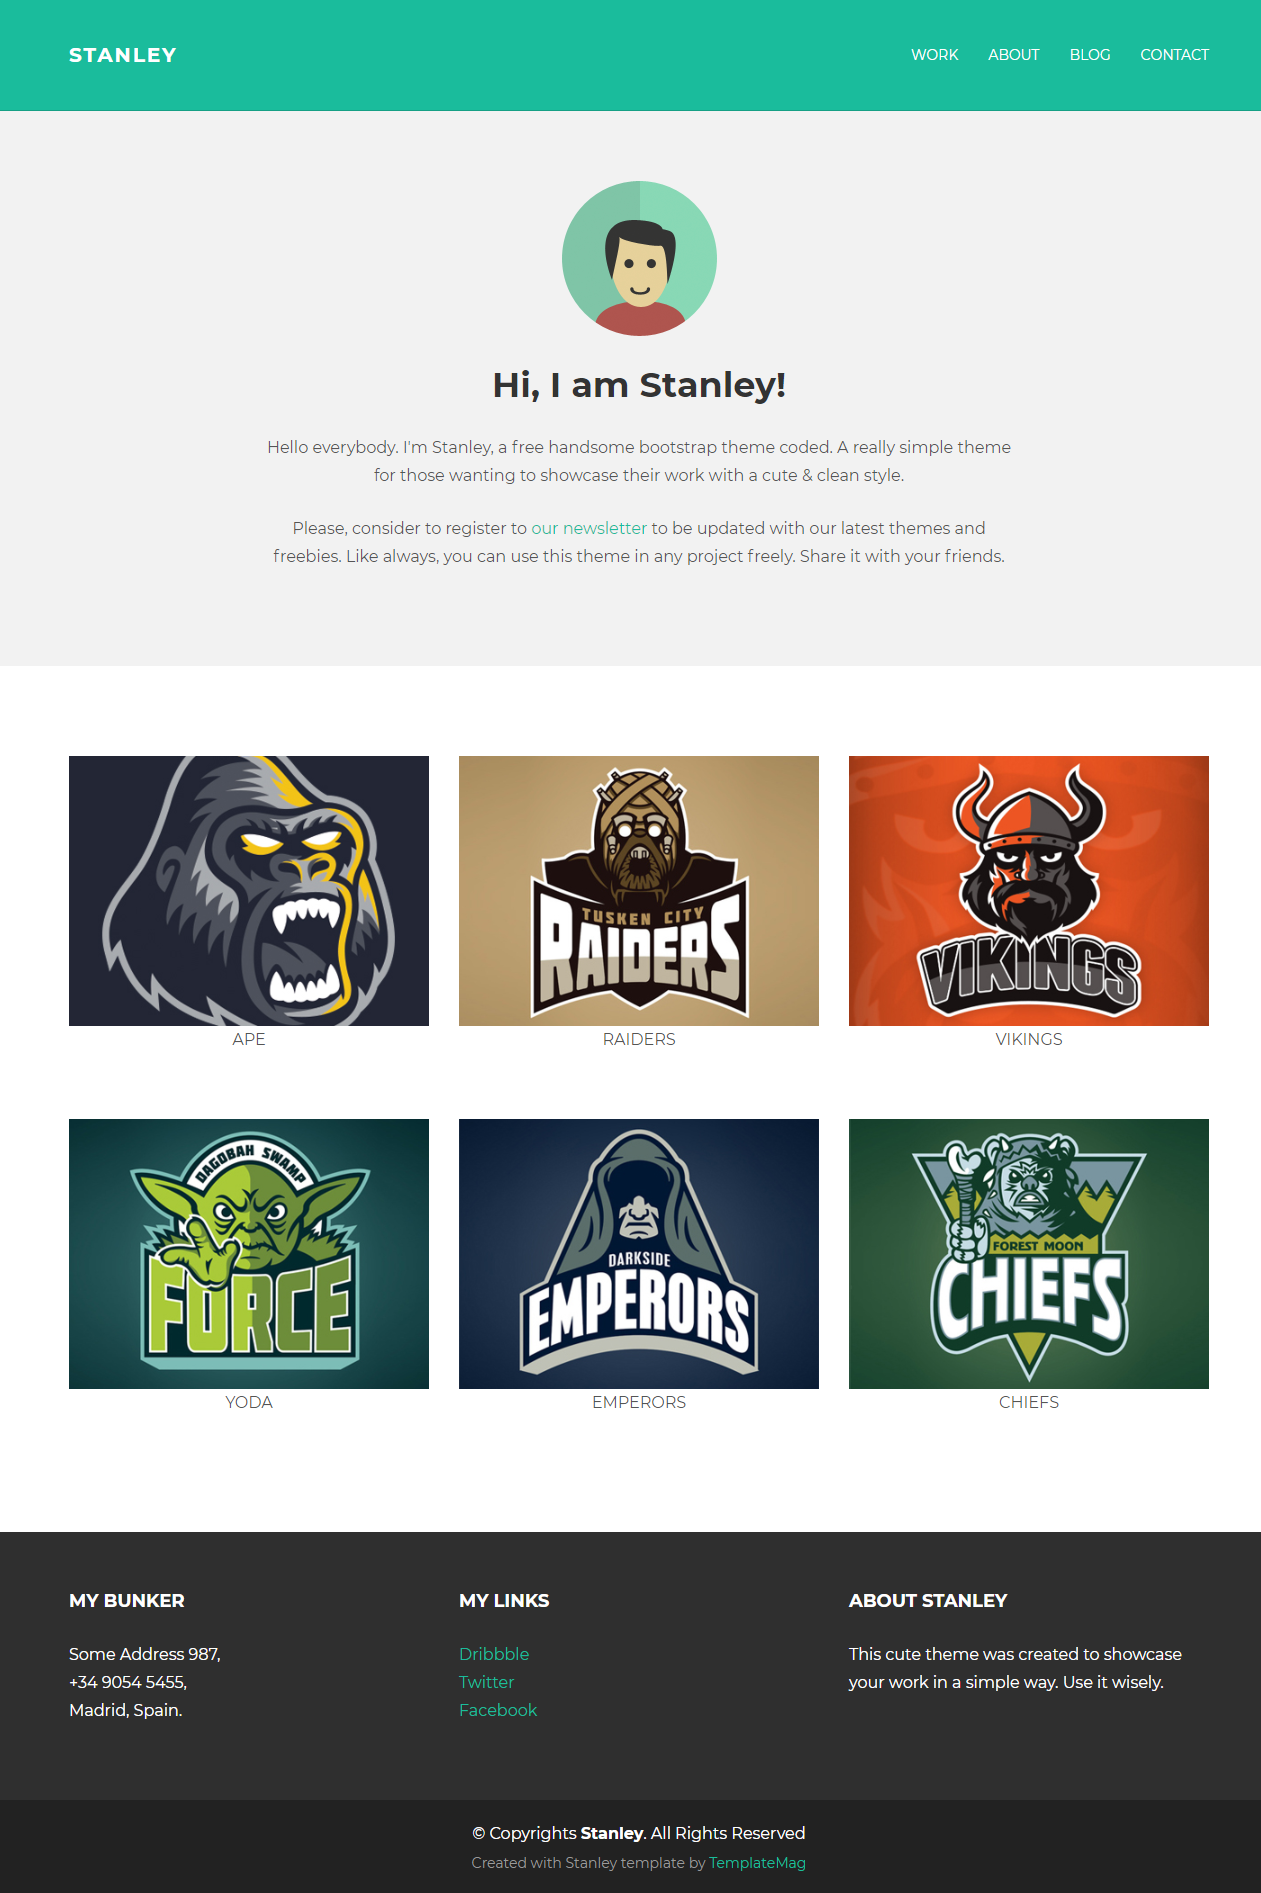 STANLEY
WORK ABOUT BLOG CONTACT
Hi, I am Stanley!
Hello everybody. I'm Stanley, a free handsome bootstrap theme coded. A really simple theme
for those wanting to showcase their work with a cute & clean style.
Please, consider to register to our newsletter to be updated with our latest themes and
freebies. Like always, you can use this theme in any project freely. Share it with your friends.
APE
TUSKEN CITY
RAIDERS
RAIDERS
VIKINGS
VIKINGS
DAGOBAH SWAMP
FORCE
YODA
DARKSIDE
EMPERORS
EMPERORS
FOREST MOON
CHIEFS
CHIEFS
MY BUNKER
Some Address 987,
+34 9054 5455,
Madrid, Spain.
MY LINKS
Dribbble
Twitter
Facebook
ABOUT STANLEY
This cute theme was created to showcase
your work in a simple way. Use it wisely.
© Copyrights Stanley. All Rights Reserved
Created with Stanley template by TemplateMag